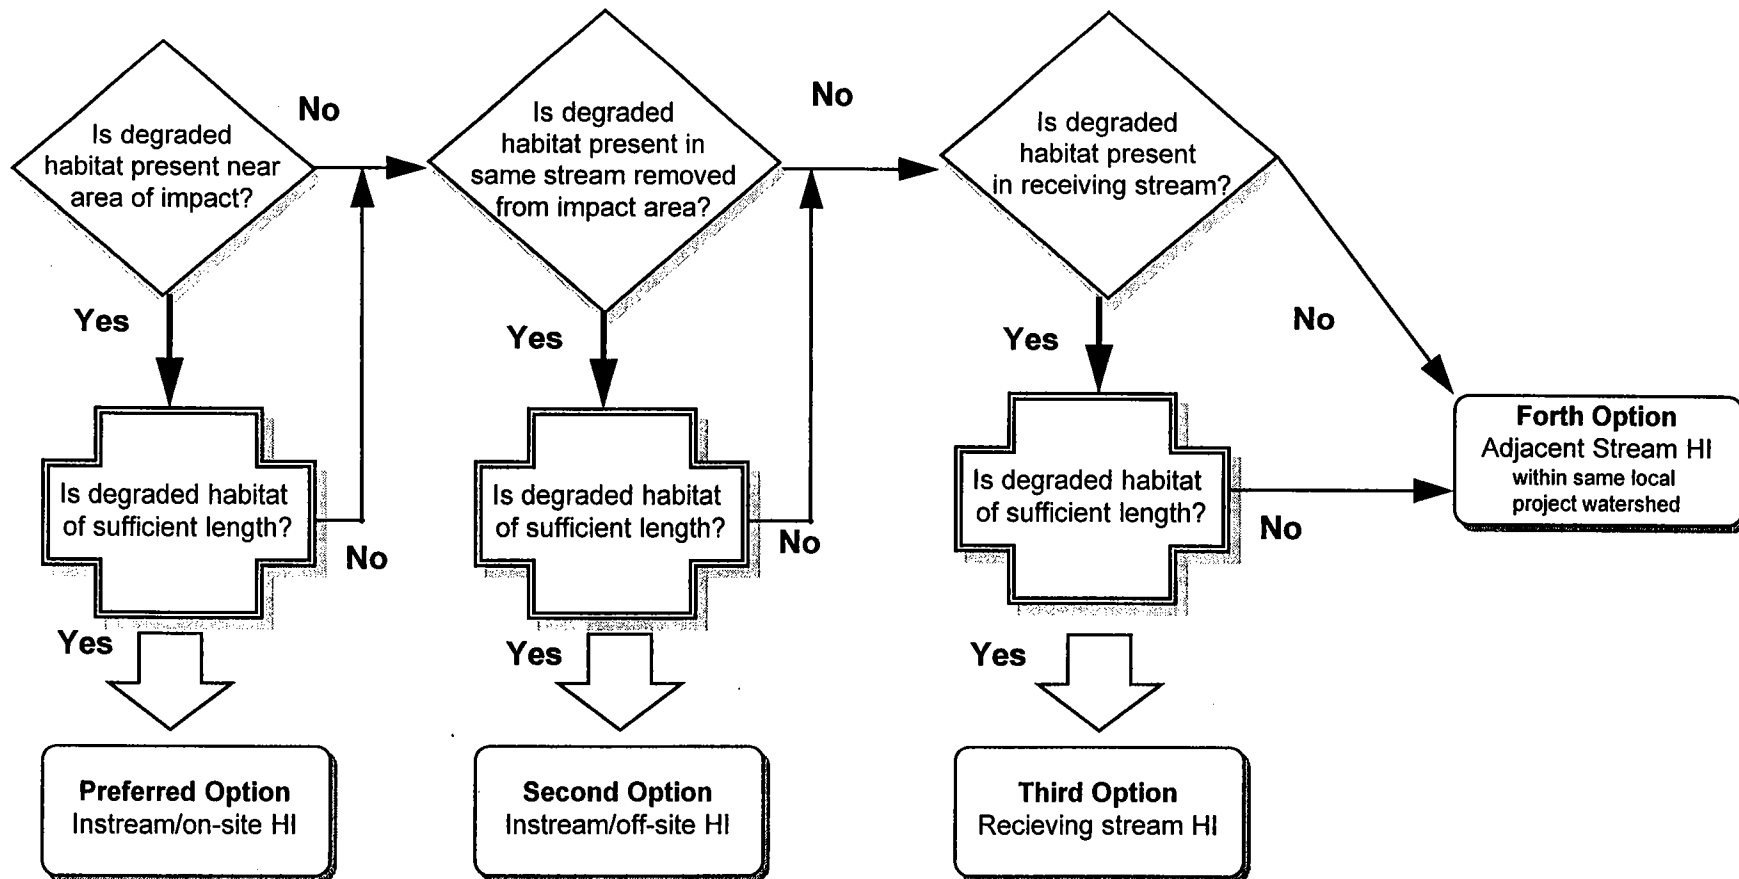 Is degraded
habitat present near
area of impact?
No
Is degraded
habitat present in
same stream removed
from impact area?
No
Is degraded
habitat present
in receiving stream?
No
Yes
Yes
Yes
Is degraded habitat
of sufficient length?
No
Is degraded habitat
of sufficient length?
No
Is degraded habitat
of sufficient length?
No
Forth Option
Adjacent Stream HI
within same local
project watershed
Yes
Yes
Yes
Preferred Option
Instream/on-site HI
Second Option
Instream/off-site HI
Third Option
Recieving stream HI